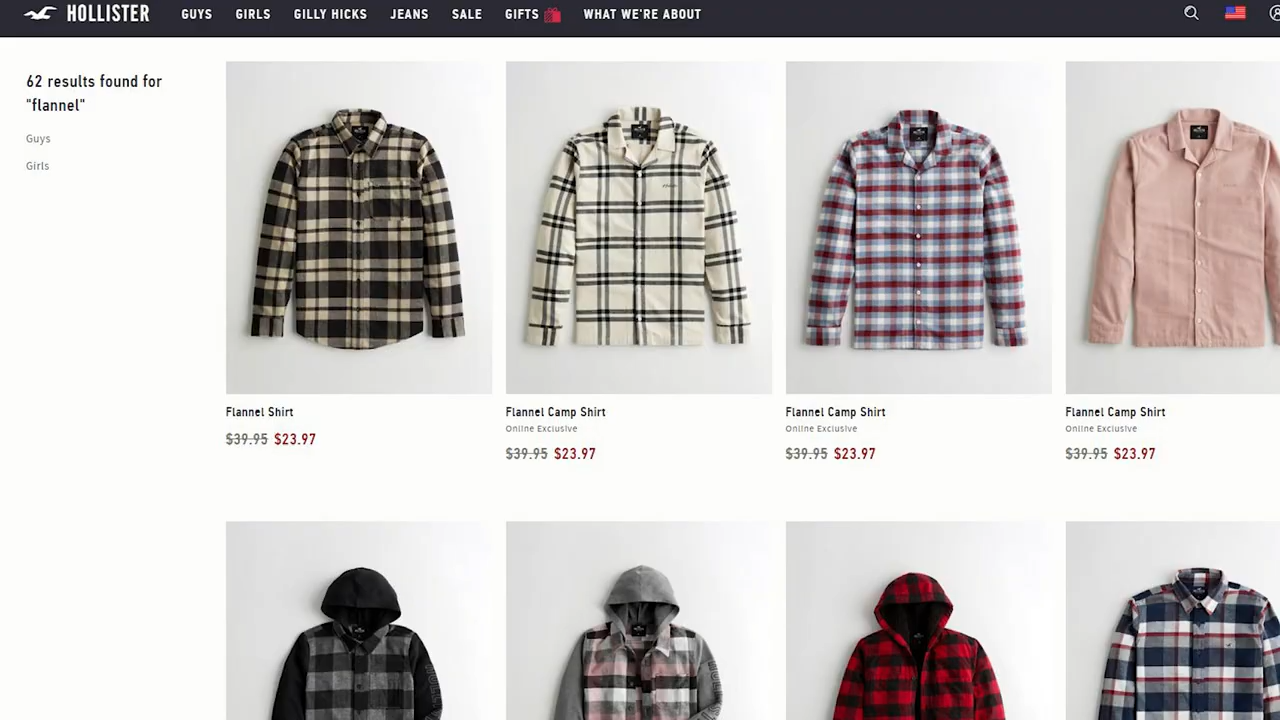 HOLLISTER GUYS GIRLS GILLY HICKS JEANS SALE GIFTS WHAT WE'RE ABOUT
62 results found for
"flannel"
Guys
Girls
Flannel Shirt
$39.95 $23.97
Flannel Camp Shirt
Online Exclusive
$39.95 $23.97
Flannel Camp Shirt
Online Exclusive
$39.95 $23.97
Flannel Camp Shirt
Online Exclusive
$39.95 $23.97